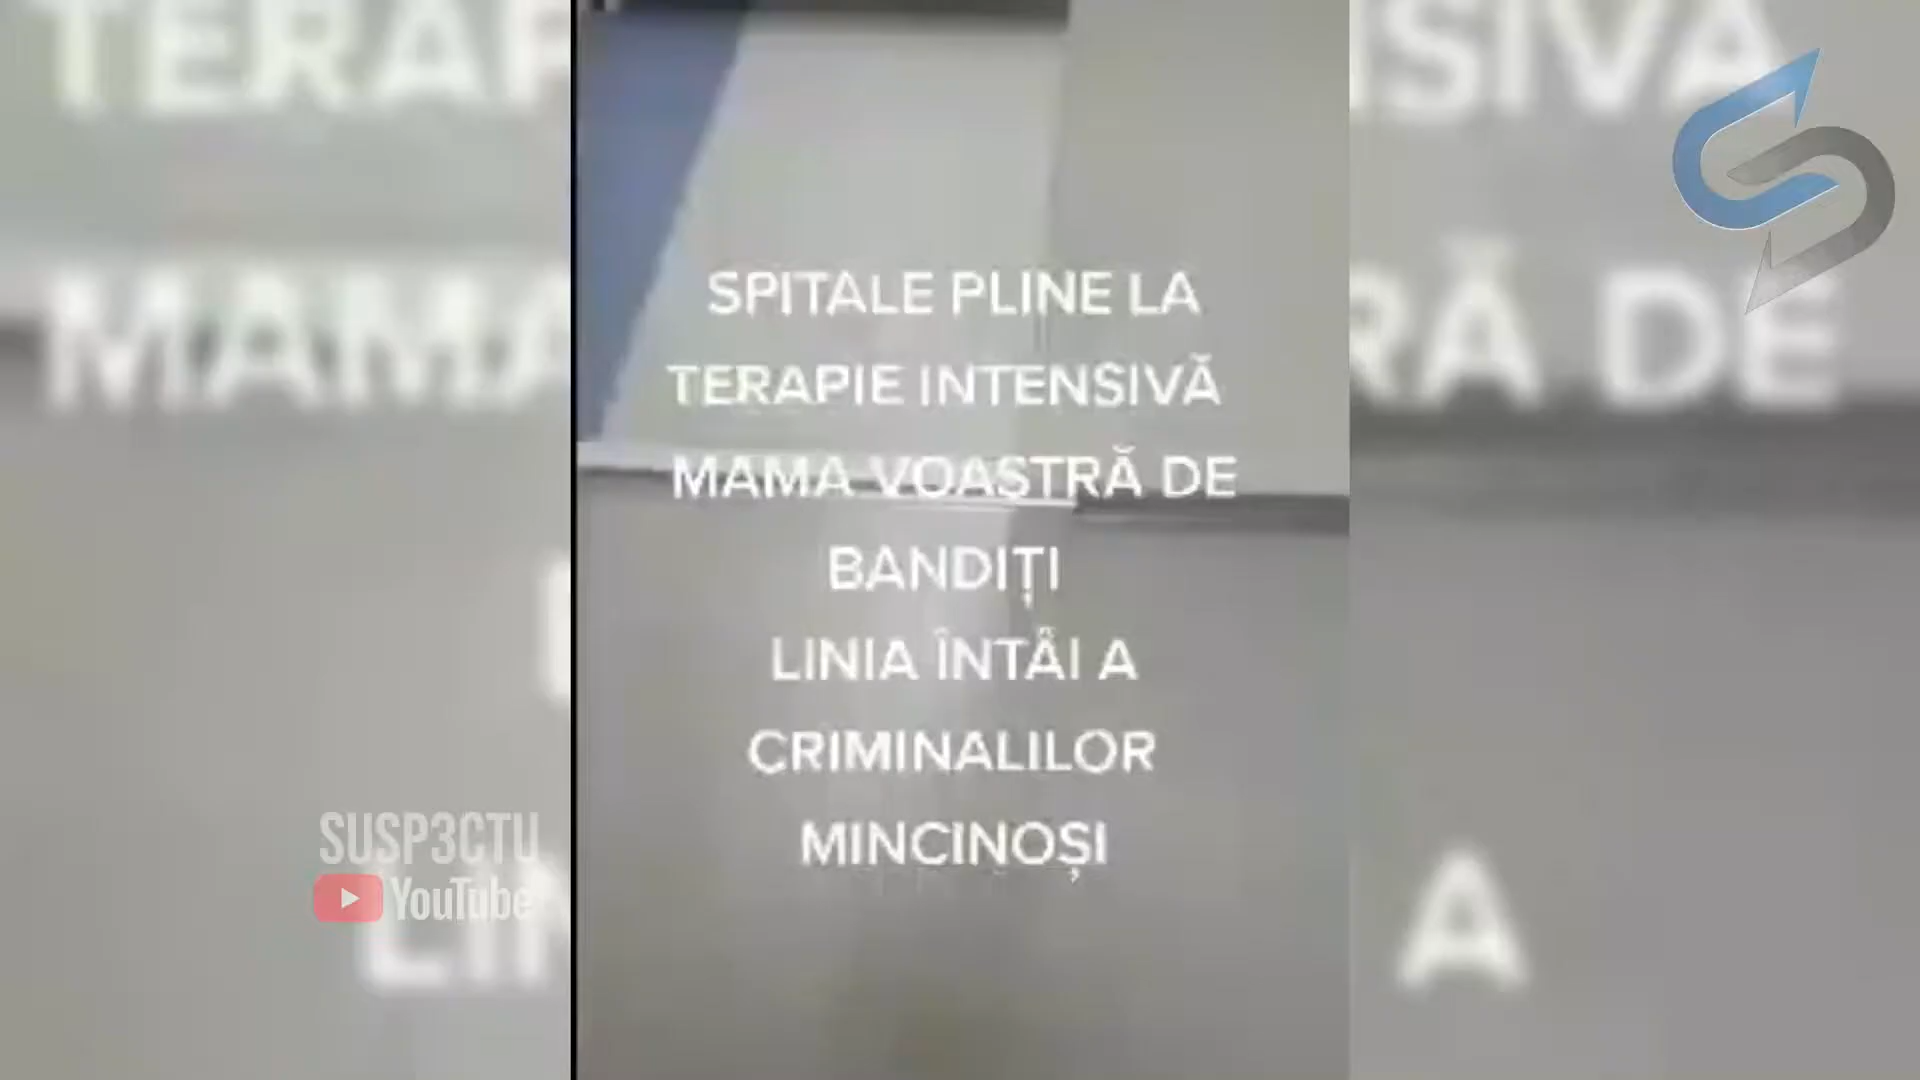 SPITALE PLINE LA
TERAPIE INTENSIVĂ
MAMA VOASTRĂ DE
BANDIȚI
LINIA ÎNTÂI A
CRIMINALILOR
MINCINOȘI
SUSP3CTU
YouTube